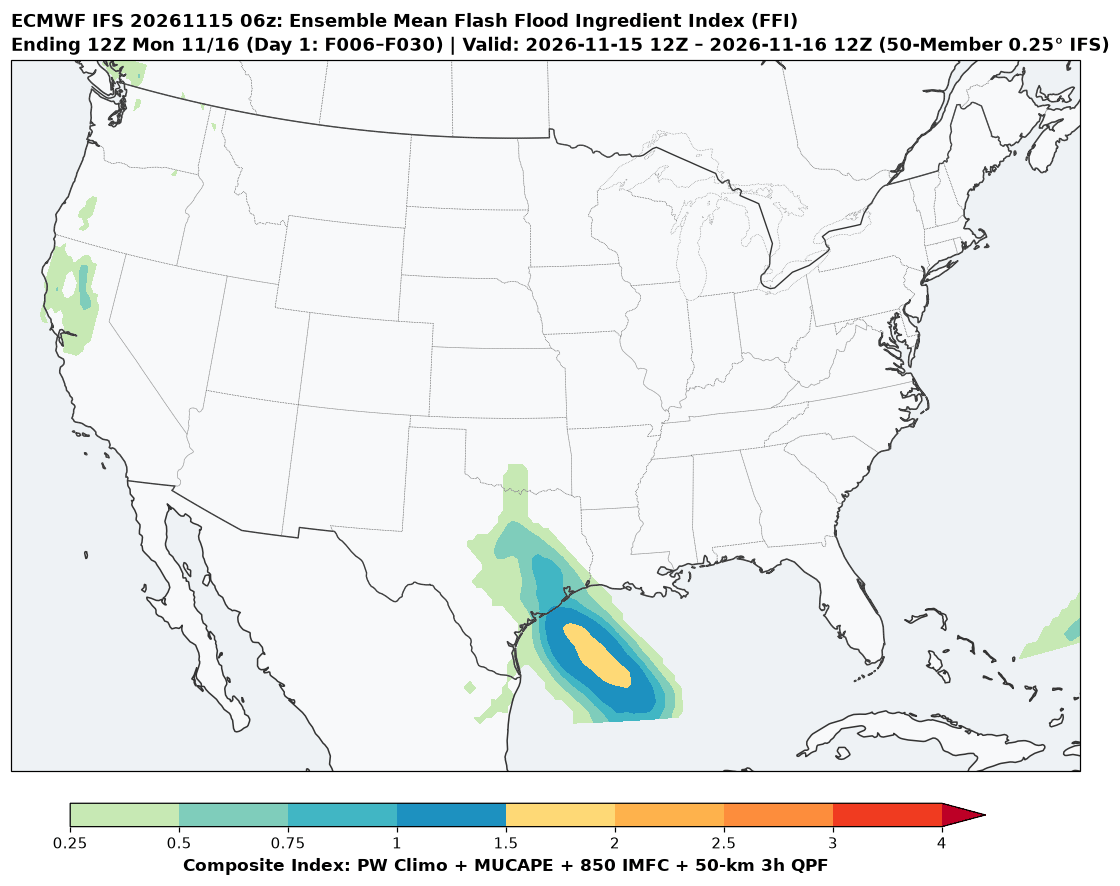 ECMWF IFS 20261115 06z: Ensemble Mean Flash Flood Ingredient Index (FFI)
Ending 12Z Mon 11/16 (Day 1: F006–F030) | Valid: 2026-11-15 12Z – 2026-11-16 12Z (50-Member 0.25° IFS)
0.25 0.5 0.75 1 1.5 2 2.5 3 4
Composite Index: PW Climo + MUCAPE + 850 IMFC + 50-km 3h QPF